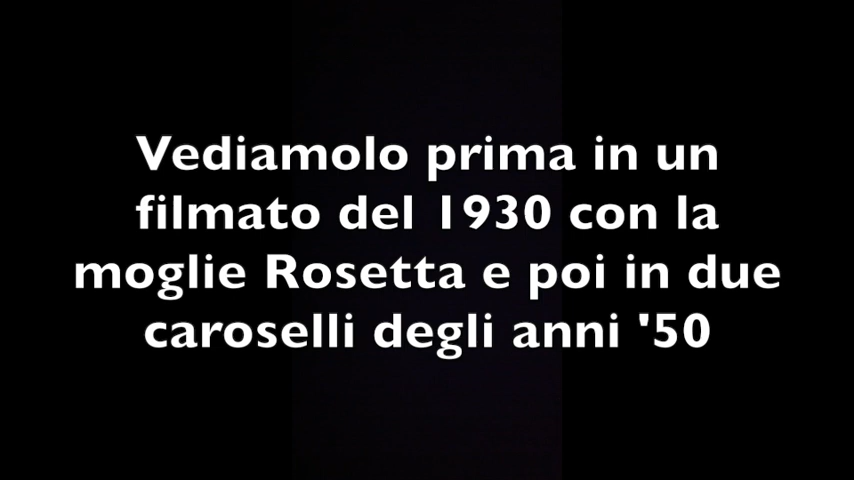 Vediamolo prima in un
filmato del 1930 con la
moglie Rosetta e poi in due
caroselli degli anni '50